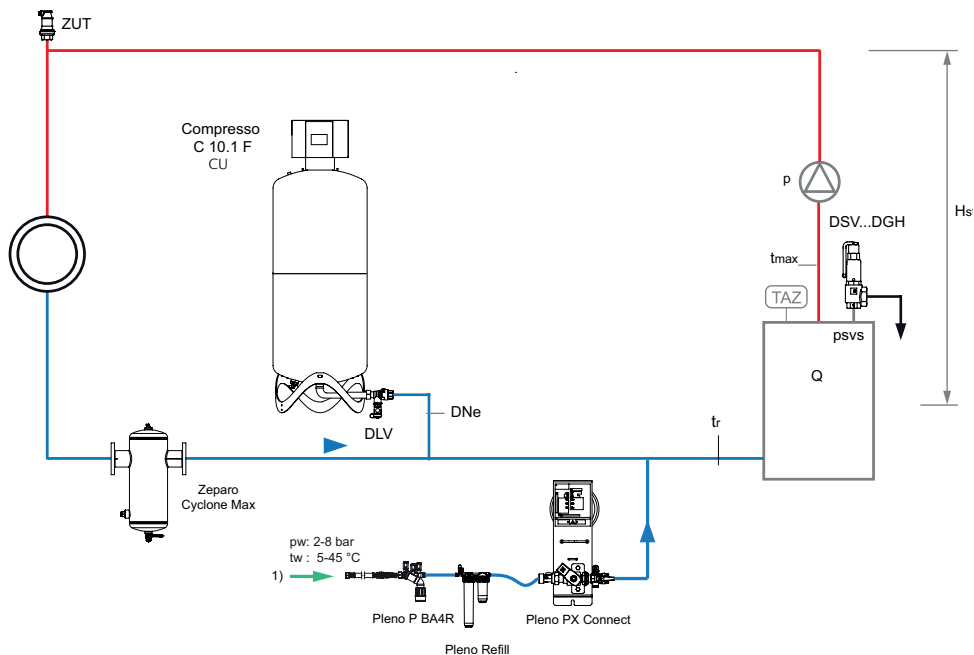 ZUT
Compresso
C 10.1 F
CU
p
Hst
DSV...DGH
tmax
TAZ
psvs
Q
DNe
DLV
tr
Zeparo
Cyclone Max
pw: 2-8 bar
tw : 5-45 °C
1)
Pleno P BA4R
Pleno PX Connect
Pleno Refill